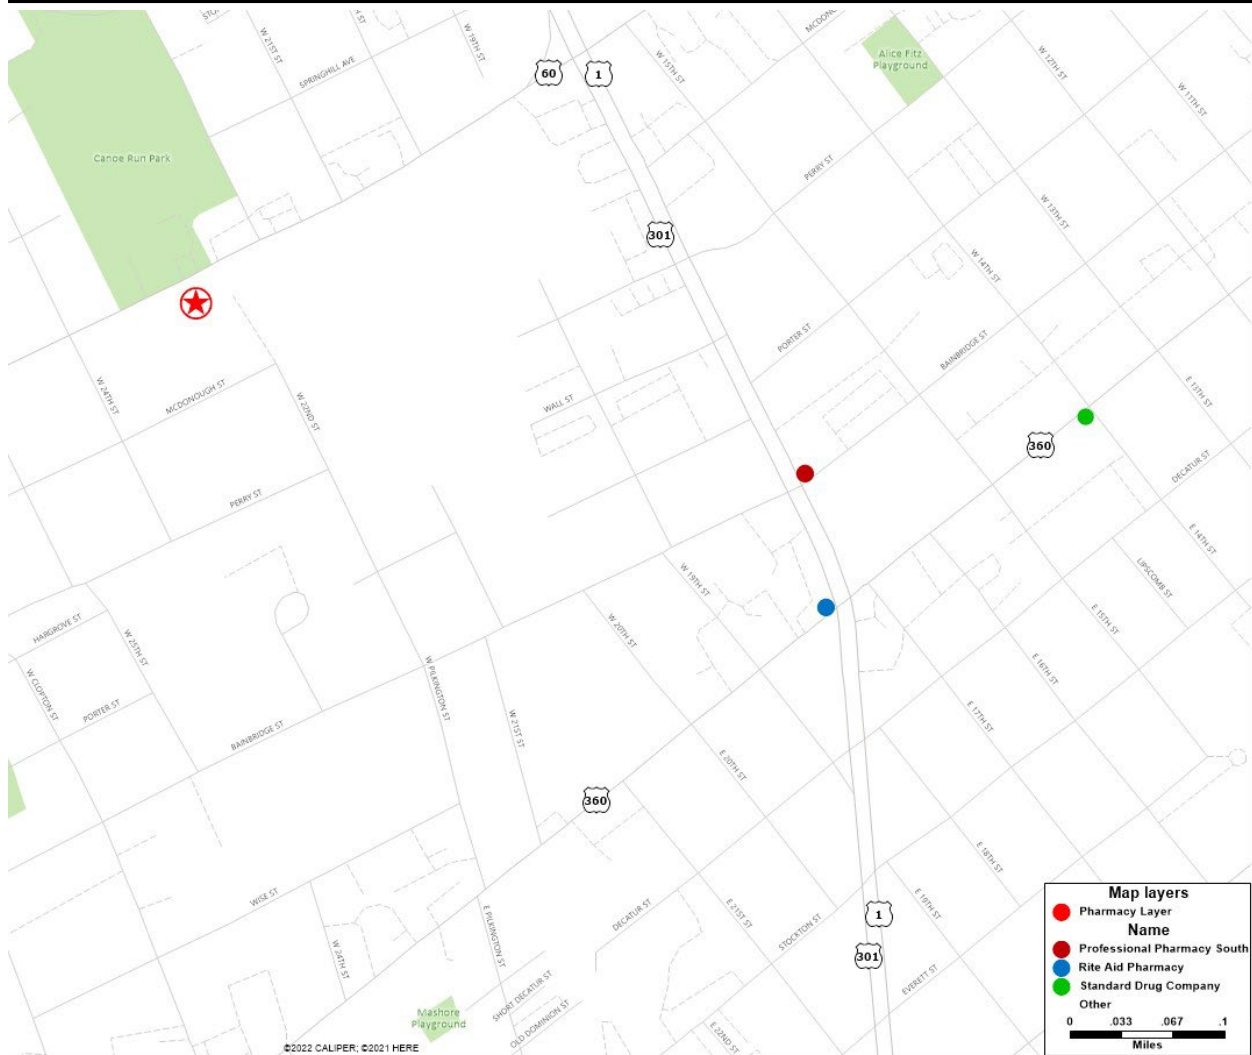 W 21ST ST
W 19TH ST
SPRINGHILL AVE
60
1
W 15TH ST
Alice Fitz
Playground
W 12TH ST
W 11TH ST
Canoe Run Park
PERRY ST
301
W 13TH ST
W 14TH ST
PORTER ST
BAINBRIDGE ST
W 24TH ST
MCDONOUGH ST
W 22ND ST
WALL ST
E 13TH ST
360
DECATUR ST
PERRY ST
E 14TH ST
LIPSCOMB ST
W 19TH ST
HARGROVE ST
W 25TH ST
W 20TH ST
E 15TH ST
E 16TH ST
W CLOPTON ST
PORTER ST
W PILKINGTON ST
W 21ST ST
E 17TH ST
BAINBRIDGE ST
E 20TH ST
360
E 18TH ST
WISE ST
E PILKINGTON ST
DECATUR ST
E 21ST ST
STOCKTON ST
1
E 19TH ST
W 24TH ST
301
EVERETT ST
SHORT DECATUR ST
Mashore
Playground
OLD DOMINION ST
E 22ND ST
©2022 CALIPER; ©2021 HERE
Map layers
Pharmacy Layer
Name
Professional Pharmacy South
Rite Aid Pharmacy
Standard Drug Company
Other
0 .033 .067 .1
Miles